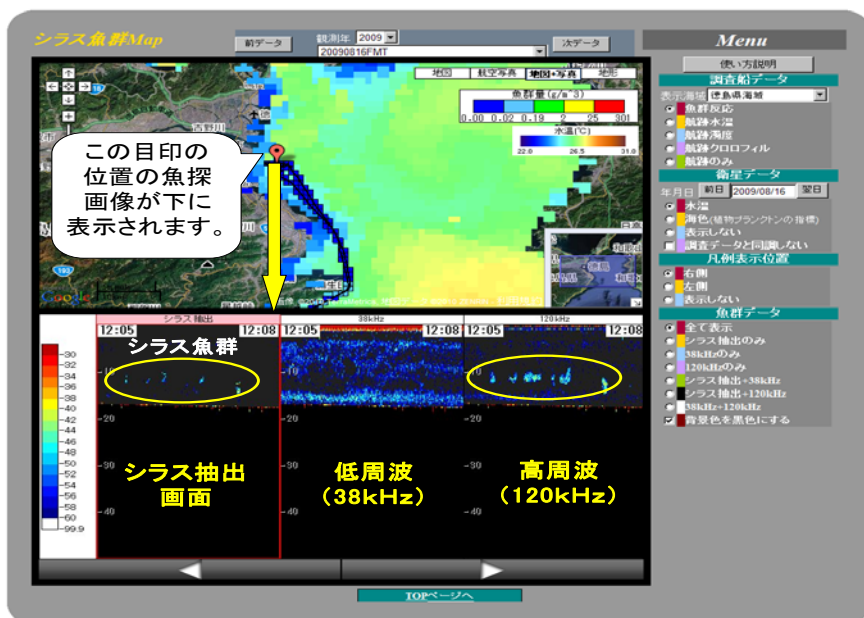 シラス魚群Map
前データ
観測年 2009
20090816FMT
次データ
Menu
使い方説明
調査船データ
表示海域 徳島県海域
魚群反応
航跡水温
航跡濁度
航跡クロロフィル
航跡のみ
衛星データ
年月日 前日 2009/08/16 翌日
水温
海色(植物プランクトンの指標)
表示しない
調査データと同調しない
凡例表示位置
右側
左側
表示しない
魚群データ
全て表示
シラス抽出のみ
38kHzのみ
120kHzのみ
シラス抽出+38kHz
シラス抽出+120kHz
38kHz+120kHz
背景色を黒色にする
地図 航空写真 地図+写真 地形
魚群量(g/m^3)
0.00 0.02 0.19 2 25 301
水温(℃)
22.0 26.5 31.0
吉野川
この目印の
位置の魚探
画像が下に
表示されます。
シラス抽出 38kHz 120kHz
12:05 12:08 12:05 12:08 12:05 12:08
シラス魚群
-30
-32
-34
-36
-38
-40
-42
-44
-46
-48
-50
-52
-54
-56
-58
-60
-99.9
-10 -10
-20 -20
-30 -30
-40 -40
シラス抽出
画面
低周波
(38kHz)
高周波
(120kHz)
TOPページへ